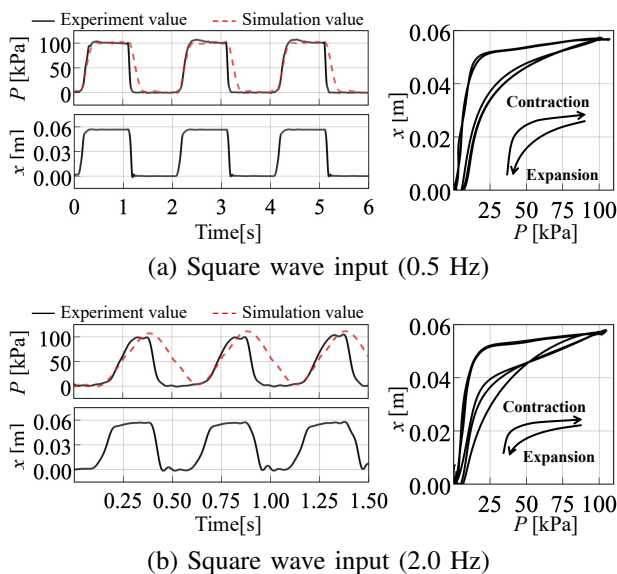 Experiment value Simulation value
P [kPa]
100
50
0
x [m]
0.06
0.03
0.00
0 1 2 3 4 5 6
Time[s]
x [m]
0.06
0.04
0.02
0.00
Contraction
Expansion
25 50 75 100
P [kPa]
(a) Square wave input (0.5 Hz)
Experiment value Simulation value
P [kPa]
100
50
0
x [m]
0.06
0.03
0.00
0.25 0.50 0.75 1.00 1.25 1.50
Time[s]
x [m]
0.06
0.04
0.02
0.00
Contraction
Expansion
25 50 75 100
P [kPa]
(b) Square wave input (2.0 Hz)